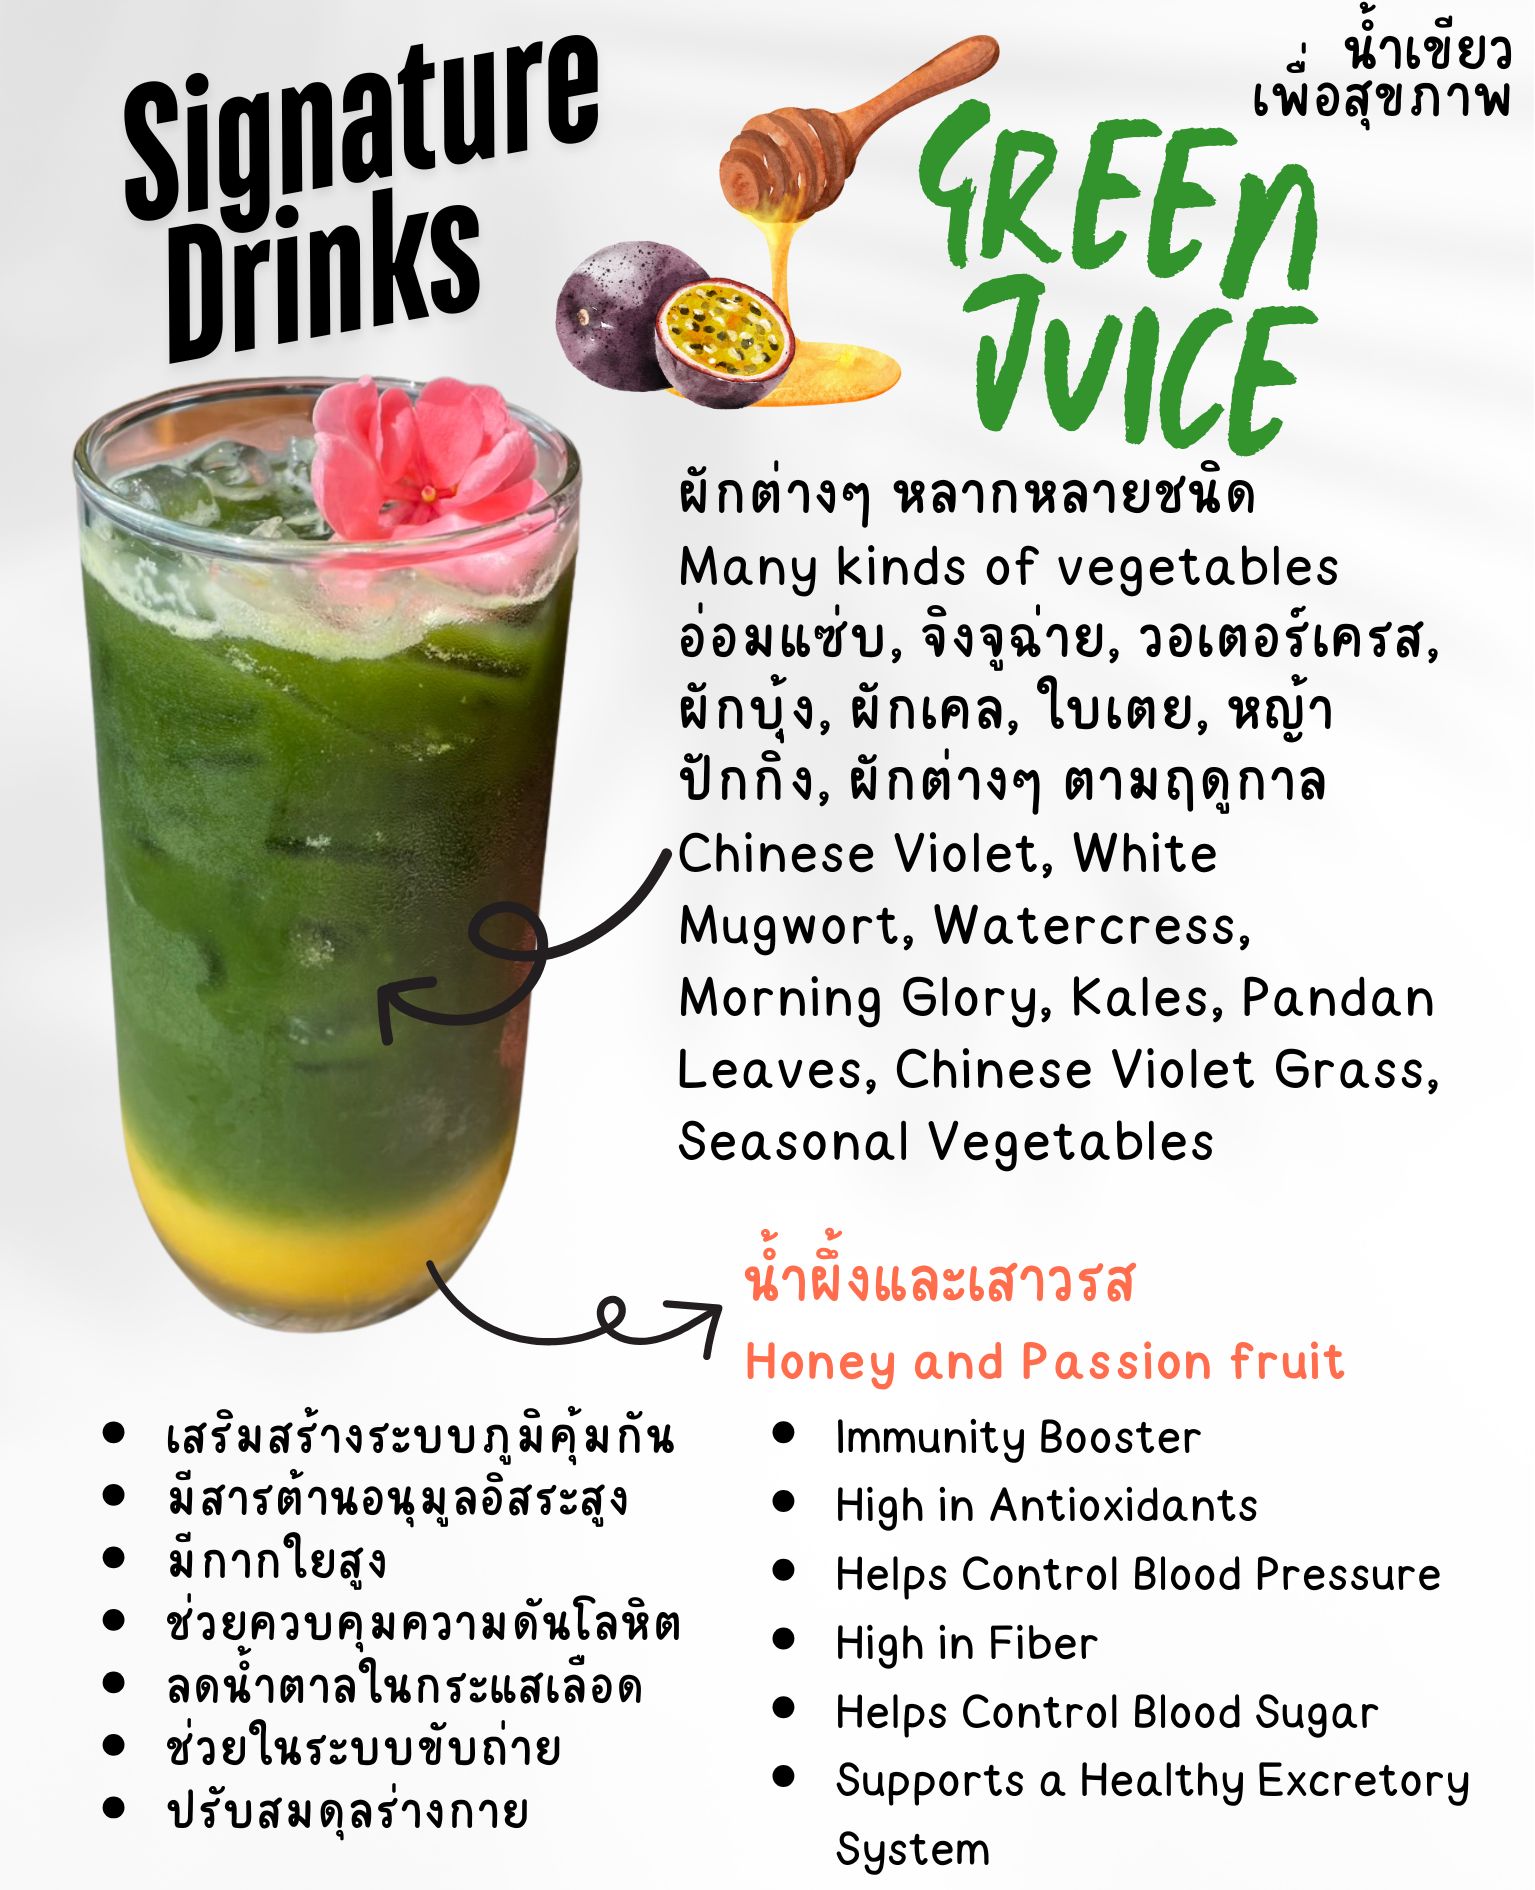 Signature
Drinks
น้ำเขียว
เพื่อสุขภาพ
GREEN
JUICE
ผักต่างๆ หลากหลายชนิด
Many kinds of vegetables
อ่อมแซ่บ, จิงจูฉ่าย, วอเตอร์เครส,
ผักบุ้ง, ผักเคล, ใบเตย, หญ้า
ปักกิ่ง, ผักต่างๆ ตามฤดูกาล
Chinese Violet, White
Mugwort, Watercress,
Morning Glory, Kales, Pandan
Leaves, Chinese Violet Grass,
Seasonal Vegetables
น้ำผึ้งและเสาวรส
Honey and Passion fruit
• เสริมสร้างระบบภูมิคุ้มกัน
• มีสารต้านอนุมูลอิสระสูง
• มีกากใยสูง
• ช่วยควบคุมความดันโลหิต
• ลดน้ำตาลในกระแสเลือด
• ช่วยในระบบขับถ่าย
• ปรับสมดุลร่างกาย
• Immunity Booster
• High in Antioxidants
• Helps Control Blood Pressure
• High in Fiber
• Helps Control Blood Sugar
• Supports a Healthy Excretory
System